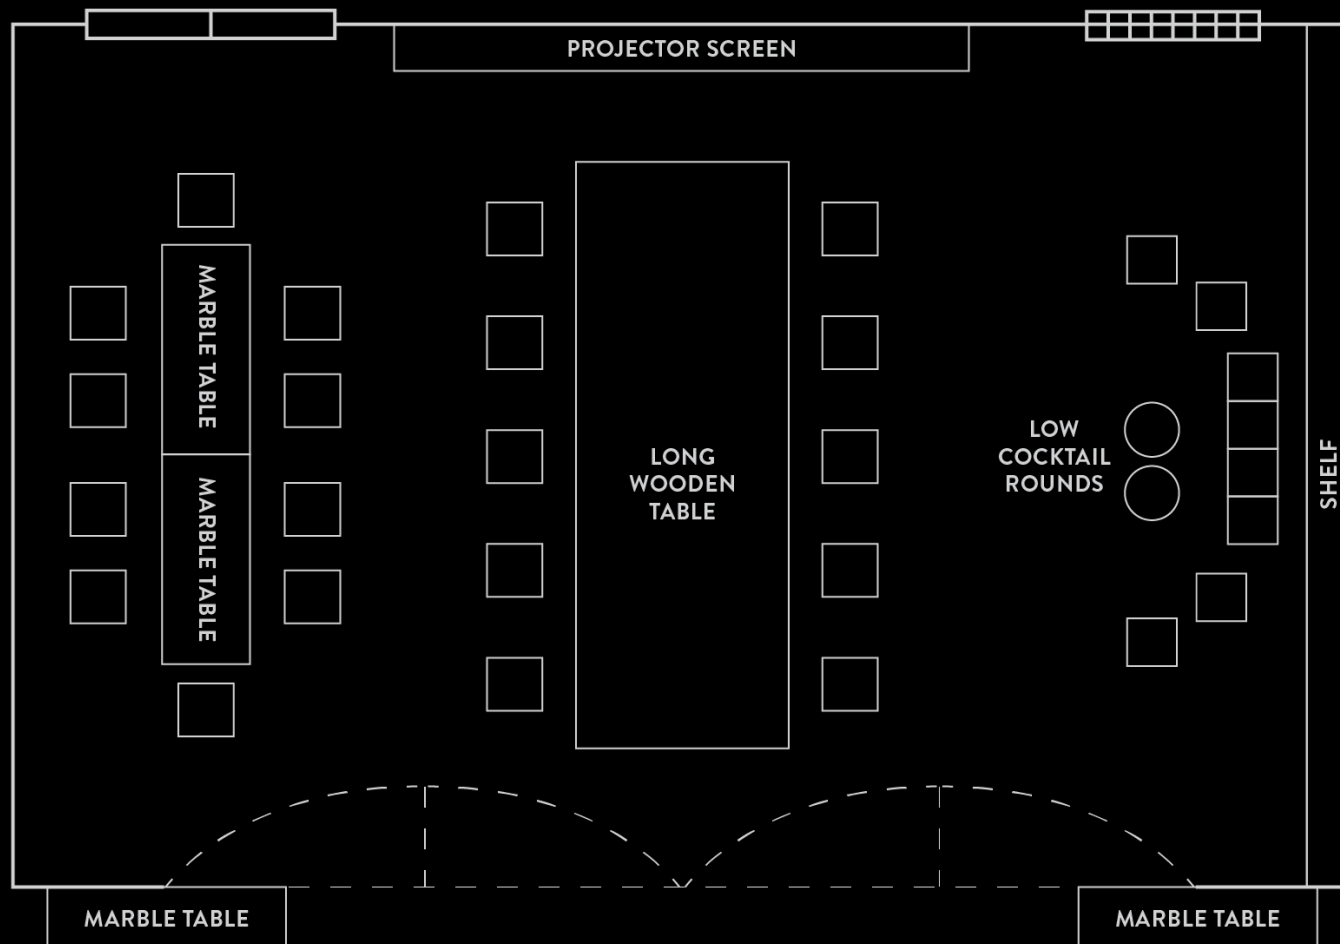 PROJECTOR SCREEN
MARBLE TABLE
MARBLE TABLE
LONG
WOODEN
TABLE
LOW
COCKTAIL
ROUNDS
SHELF
MARBLE TABLE
MARBLE TABLE